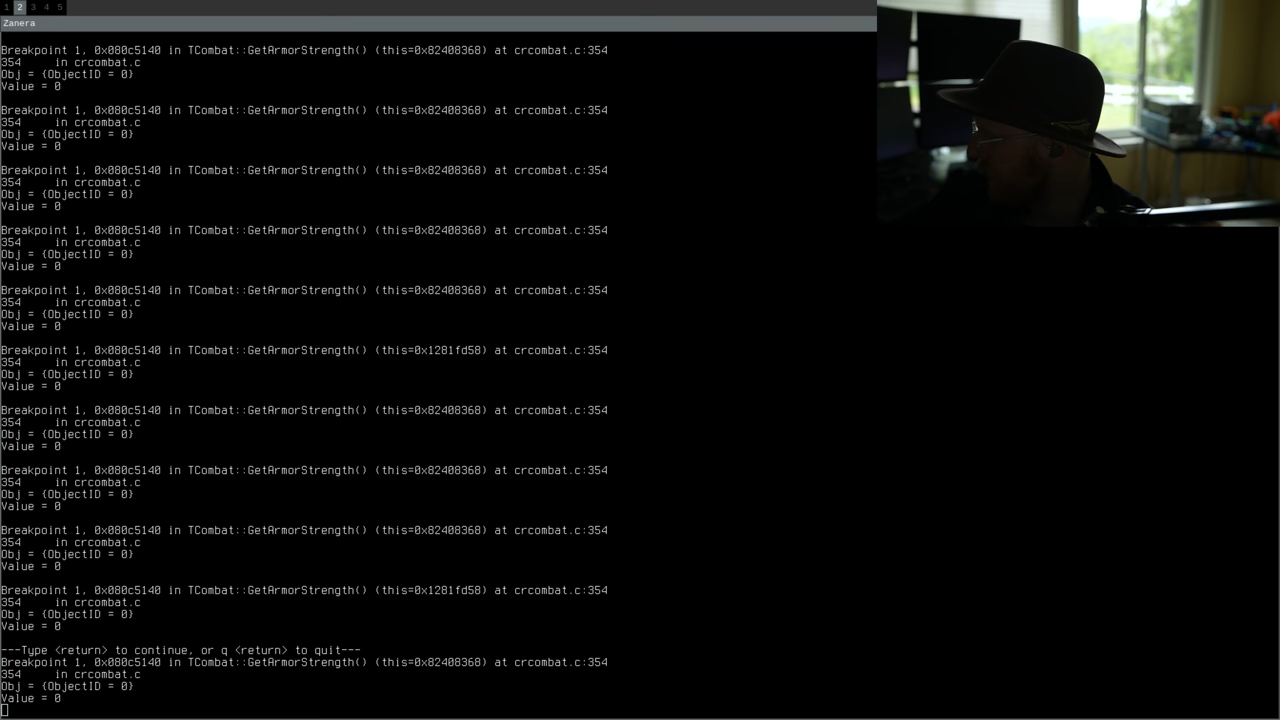 1 2 3 4 5
Zanera
Breakpoint 1, 0x080c5140 in TCombat::GetArmorStrength() (this=0x82408368) at crcombat.c:354
354 in crcombat.c
Obj = {ObjectID = 0}
Value = 0
Breakpoint 1, 0x080c5140 in TCombat::GetArmorStrength() (this=0x82408368) at crcombat.c:354
354 in crcombat.c
Obj = {ObjectID = 0}
Value = 0
Breakpoint 1, 0x080c5140 in TCombat::GetArmorStrength() (this=0x82408368) at crcombat.c:354
354 in crcombat.c
Obj = {ObjectID = 0}
Value = 0
Breakpoint 1, 0x080c5140 in TCombat::GetArmorStrength() (this=0x82408368) at crcombat.c:354
354 in crcombat.c
Obj = {ObjectID = 0}
Value = 0
Breakpoint 1, 0x080c5140 in TCombat::GetArmorStrength() (this=0x82408368) at crcombat.c:354
354 in crcombat.c
Obj = {ObjectID = 0}
Value = 0
Breakpoint 1, 0x080c5140 in TCombat::GetArmorStrength() (this=0x1281fd58) at crcombat.c:354
354 in crcombat.c
Obj = {ObjectID = 0}
Value = 0
Breakpoint 1, 0x080c5140 in TCombat::GetArmorStrength() (this=0x82408368) at crcombat.c:354
354 in crcombat.c
Obj = {ObjectID = 0}
Value = 0
Breakpoint 1, 0x080c5140 in TCombat::GetArmorStrength() (this=0x82408368) at crcombat.c:354
354 in crcombat.c
Obj = {ObjectID = 0}
Value = 0
Breakpoint 1, 0x080c5140 in TCombat::GetArmorStrength() (this=0x82408368) at crcombat.c:354
354 in crcombat.c
Obj = {ObjectID = 0}
Value = 0
Breakpoint 1, 0x080c5140 in TCombat::GetArmorStrength() (this=0x1281fd58) at crcombat.c:354
354 in crcombat.c
Obj = {ObjectID = 0}
Value = 0
---Type <return> to continue, or q <return> to quit---
Breakpoint 1, 0x080c5140 in TCombat::GetArmorStrength() (this=0x82408368) at crcombat.c:354
354 in crcombat.c
Obj = {ObjectID = 0}
Value = 0